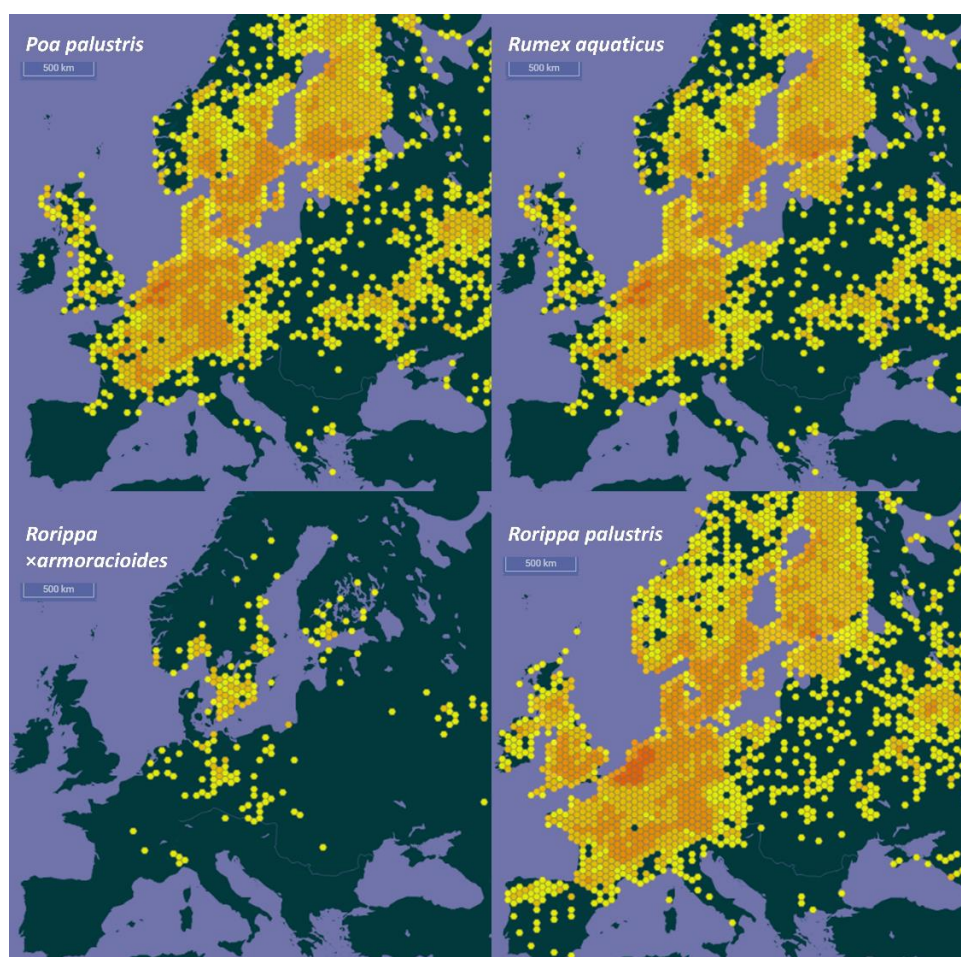 Poa palustris
500 km
Rumex aquaticus
500 km
Rorippa
×armoracioides
500 km
Rorippa palustris
500 km